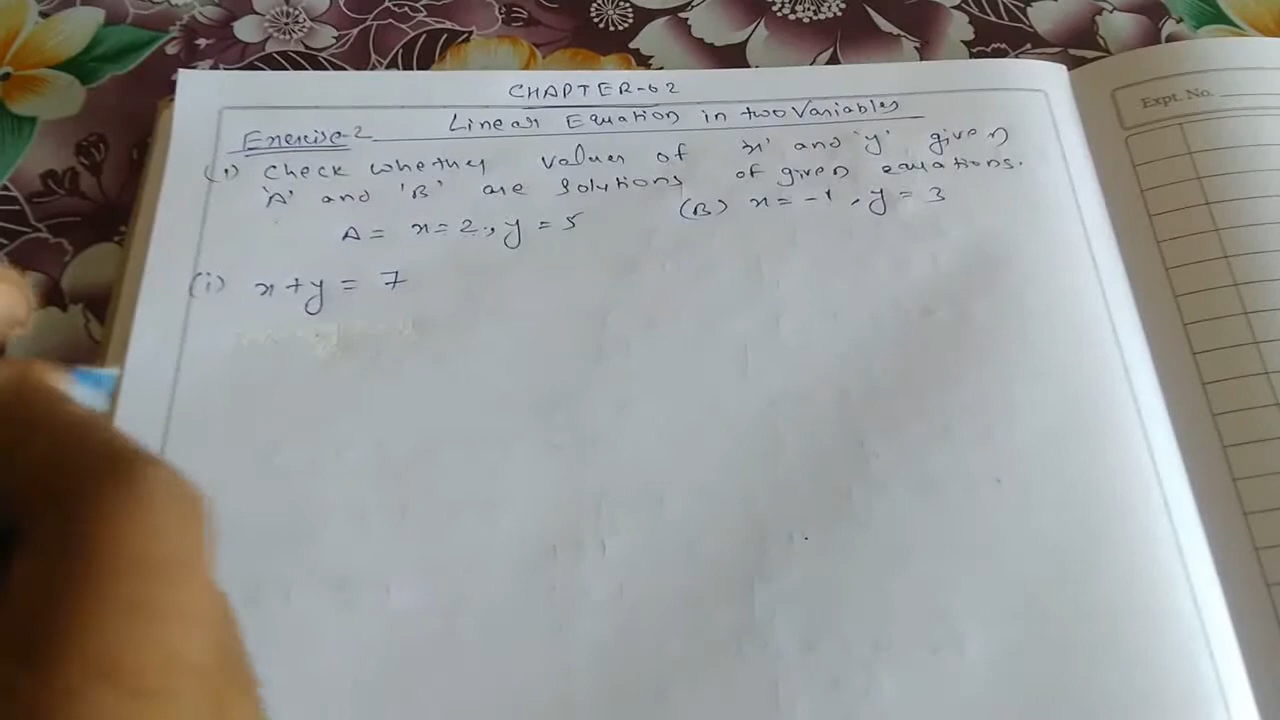 CHAPTER-02
Linear Equation in two Variables
Exercise-2
(1) Check whether values of 'x' and 'y' given
'A' and 'B' are solutions of given equations.
A = x = 2, y = 5 (B) x = -1, y = 3
(i) x + y = 7
Expt. No.